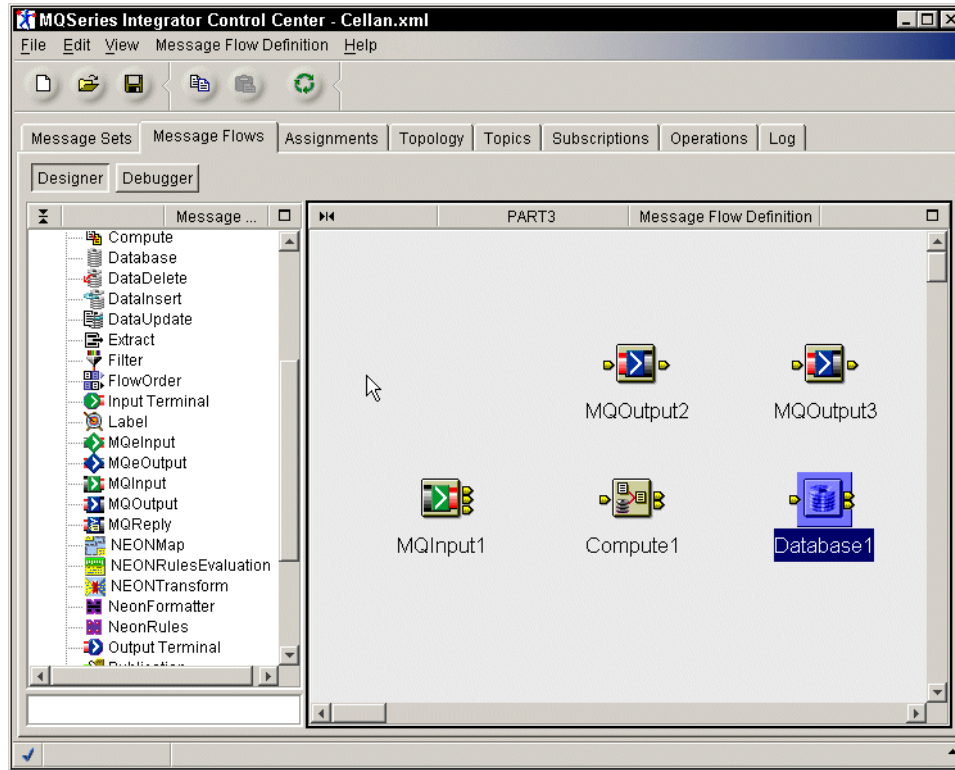 MQSeries Integrator Control Center - Cellan.xml
File Edit View Message Flow Definition Help
Message Sets Message Flows Assignments Topology Topics Subscriptions Operations Log
Designer Debugger
Message ...
PART3 Message Flow Definition
Compute
Database
DataDelete
DataInsert
DataUpdate
Extract
Filter
FlowOrder
Input Terminal
Label
MQeInput
MQeOutput
MQInput
MQOutput
MQReply
NEONMap
NEONRulesEvaluation
NEONTransform
NeonFormatter
NeonRules
Output Terminal
MQOutput2 MQOutput3
MQInput1 Compute1 Database1